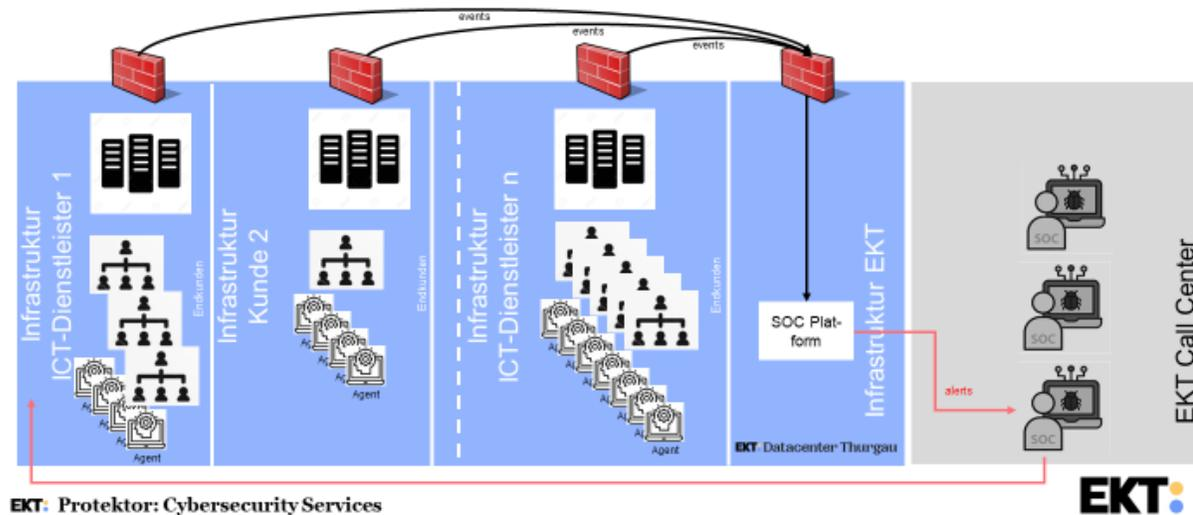 events
events
events
Infrastruktur
ICT-Dienstleister 1
Endkunden
Agent
Infrastruktur
Kunde 2
Endkunden
Agent
Infrastruktur
ICT-Dienstleister n
Endkunden
Agent
SOC Plat-
form
Infrastruktur EKT
EKT: Datacenter Thurgau
alerts
SOC
SOC
SOC
EKT Call Center
EKT: Protektor: Cybersecurity Services
EKT: